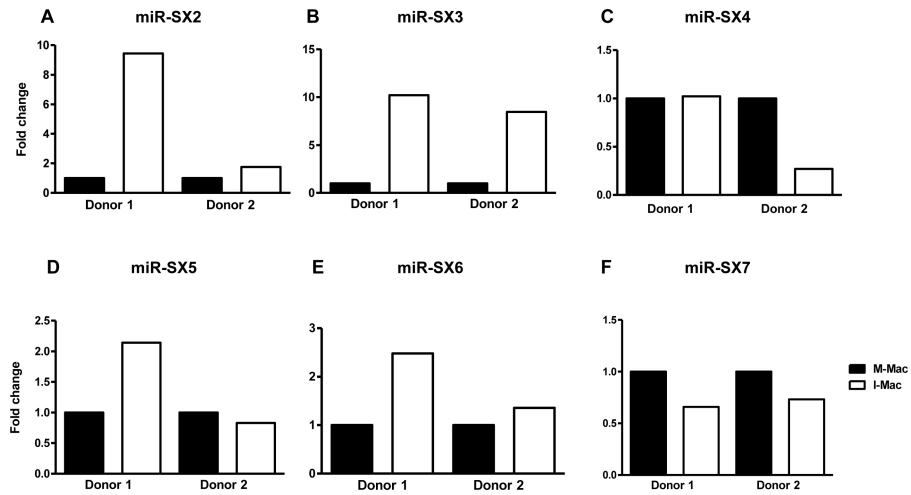 A miR-SX2
Fold change
10
8
6
4
2
0
Donor 1 Donor 2
B miR-SX3
15
10
5
0
Donor 1 Donor 2
C miR-SX4
1.5
1.0
0.5
0.0
Donor 1 Donor 2
D miR-SX5
Fold change
2.5
2.0
1.5
1.0
0.5
0.0
Donor 1 Donor 2
E miR-SX6
3
2
1
0
Donor 1 Donor 2
F miR-SX7
1.5
1.0
0.5
0.0
Donor 1 Donor 2
M-Mac
I-Mac